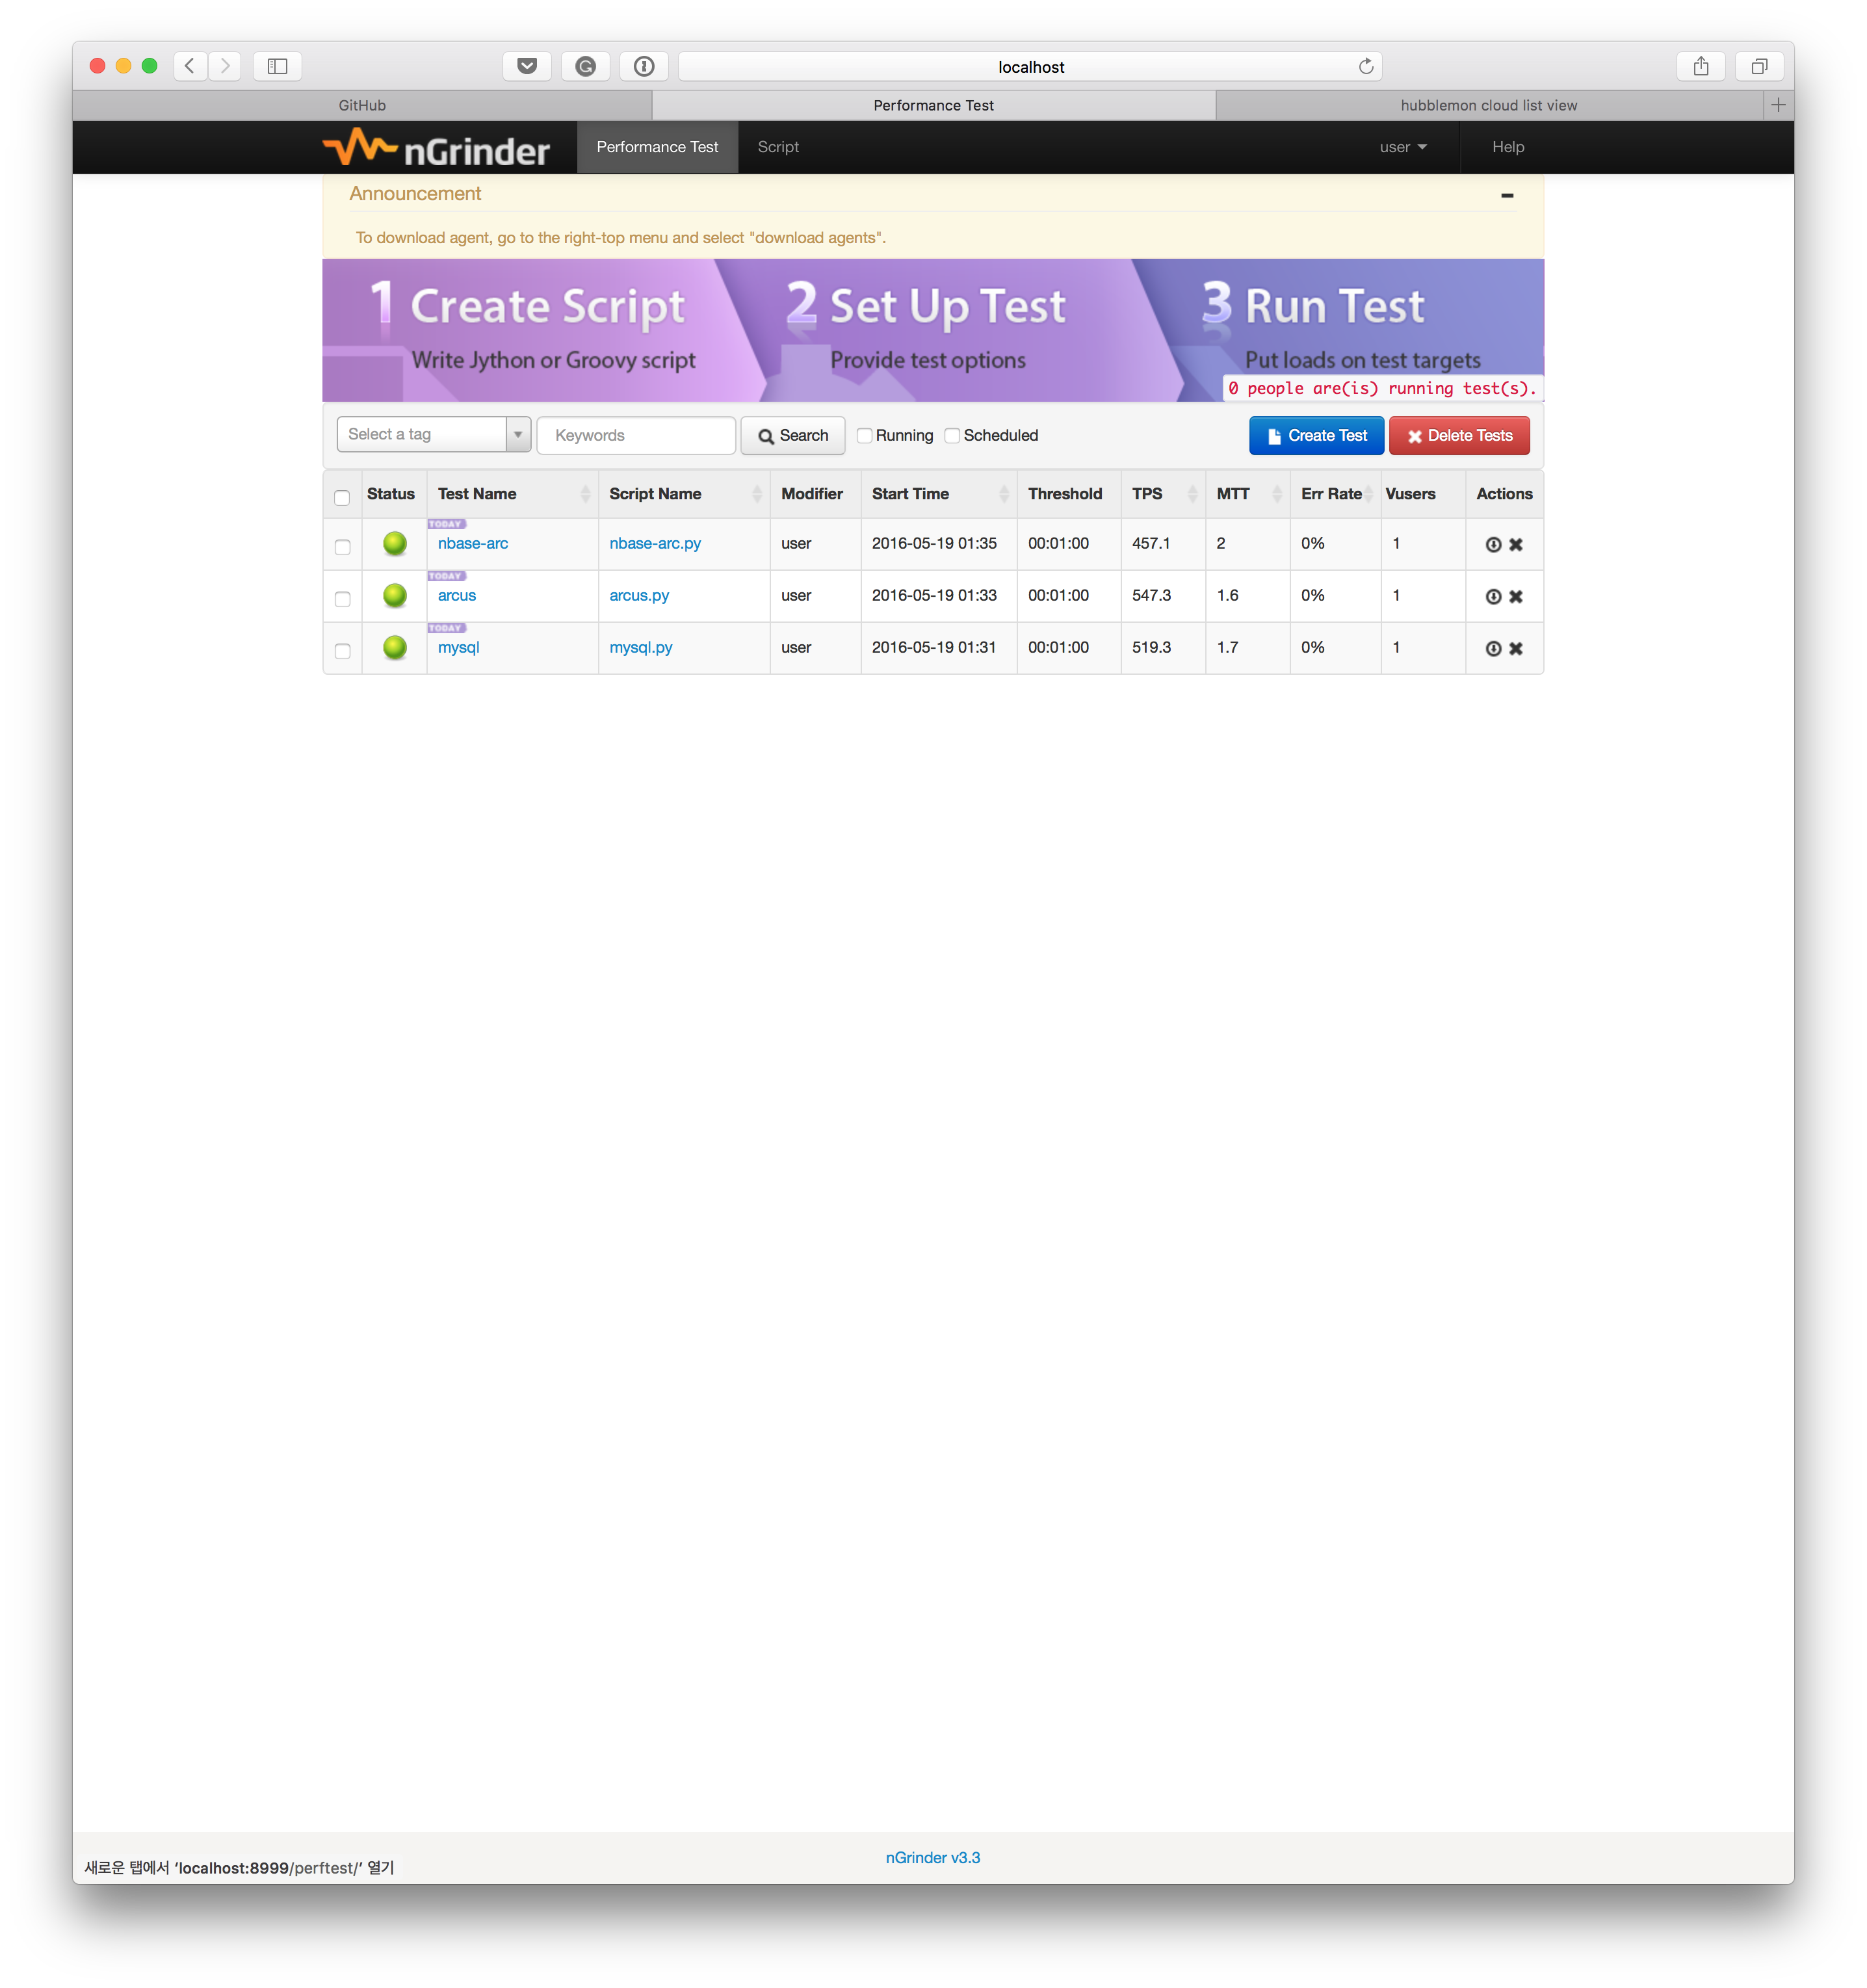 localhost
GitHub
Performance Test
hubblemon cloud list view
nGrinder Performance Test Script user Help
Announcement
To download agent, go to the right-top menu and select "download agents".
1 Create Script
Write Jython or Groovy script
2 Set Up Test
Provide test options
3 Run Test
Put loads on test targets
0 people are(is) running test(s).
Select a tag Keywords Search Running Scheduled Create Test Delete Tests
Status Test Name Script Name Modifier Start Time Threshold TPS MTT Err Rate Vusers Actions
TODAY
nbase-arc nbase-arc.py user 2016-05-19 01:35 00:01:00 457.1 2 0% 1
TODAY
arcus arcus.py user 2016-05-19 01:33 00:01:00 547.3 1.6 0% 1
TODAY
mysql mysql.py user 2016-05-19 01:31 00:01:00 519.3 1.7 0% 1
nGrinder v3.3
새로운 탭에서 ‘localhost:8999/perftest/’ 열기